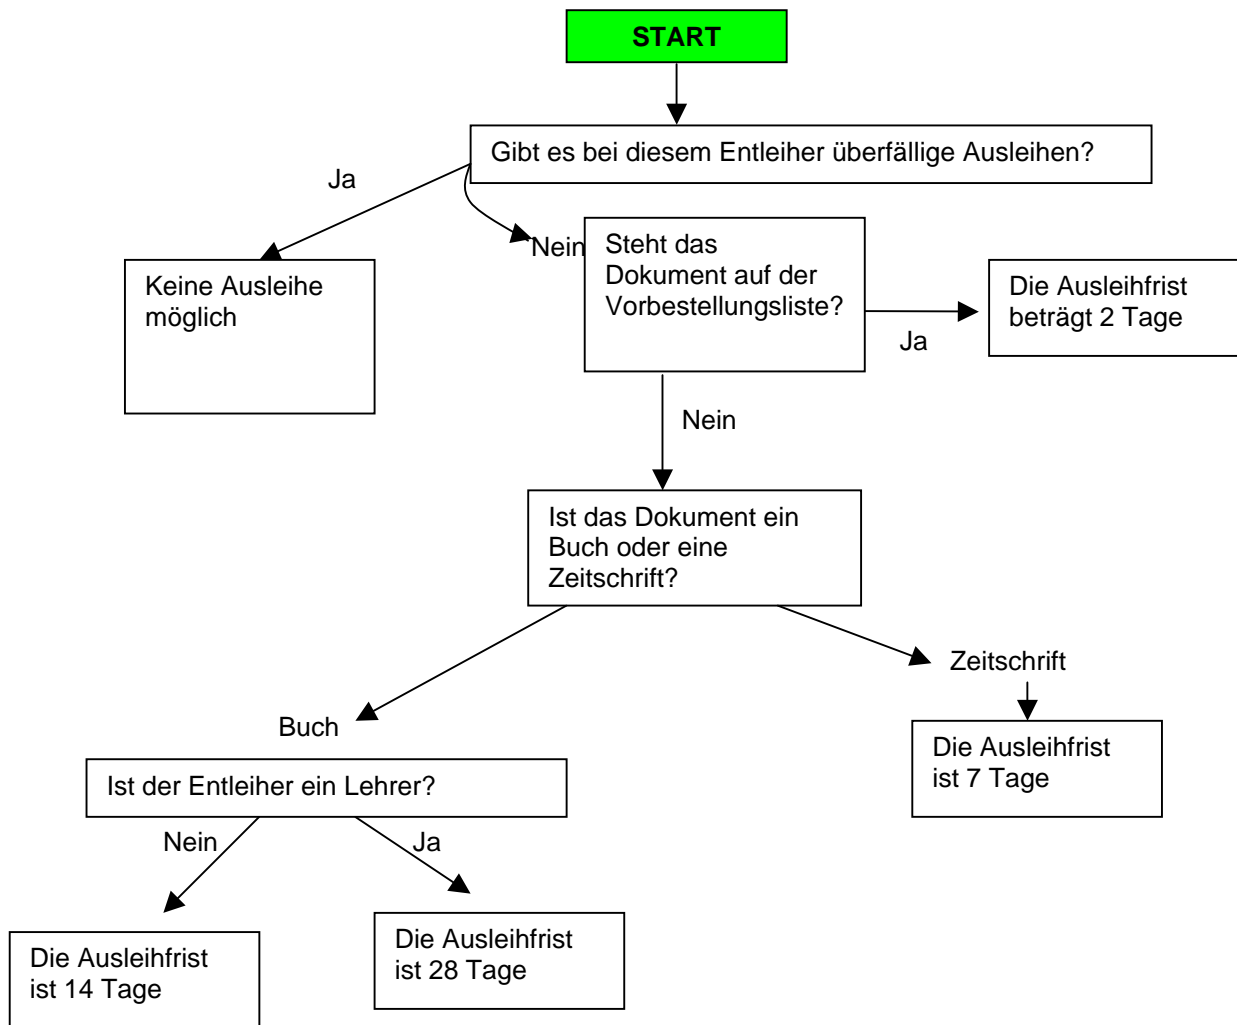 START
Gibt es bei diesem Entleiher überfällige Ausleihen?
Ja
Nein
Keine Ausleihe
möglich
Steht das
Dokument auf der
Vorbestellungsliste?
Ja
Die Ausleihfrist
beträgt 2 Tage
Nein
Ist das Dokument ein
Buch oder eine
Zeitschrift?
Zeitschrift
Die Ausleihfrist
ist 7 Tage
Buch
Ist der Entleiher ein Lehrer?
Nein
Ja
Die Ausleihfrist
ist 14 Tage
Die Ausleihfrist
ist 28 Tage